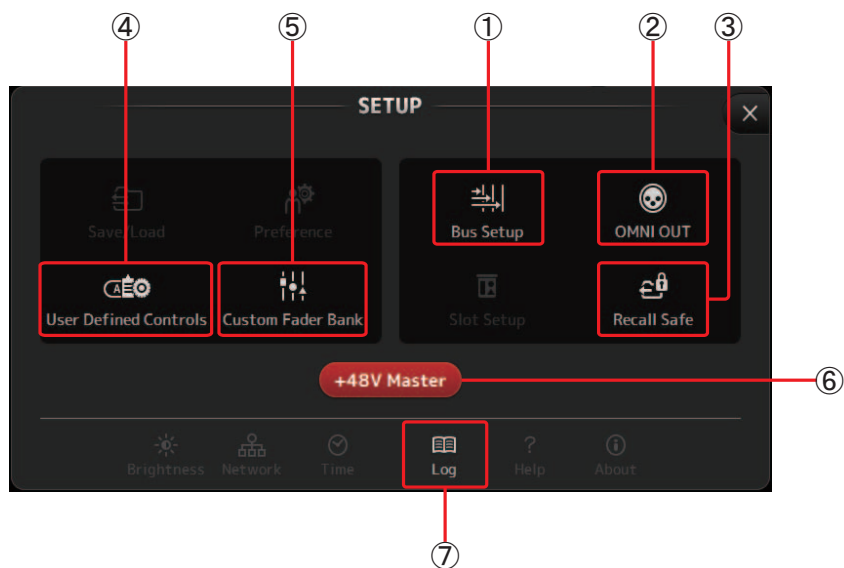 ④ ⑤ ① ② ③
SETUP
Save/Load Preference Bus Setup OMNI OUT
User Defined Controls Custom Fader Bank Slot Setup Recall Safe
+48V Master ⑥
Brightness Network Time Log Help About
⑦